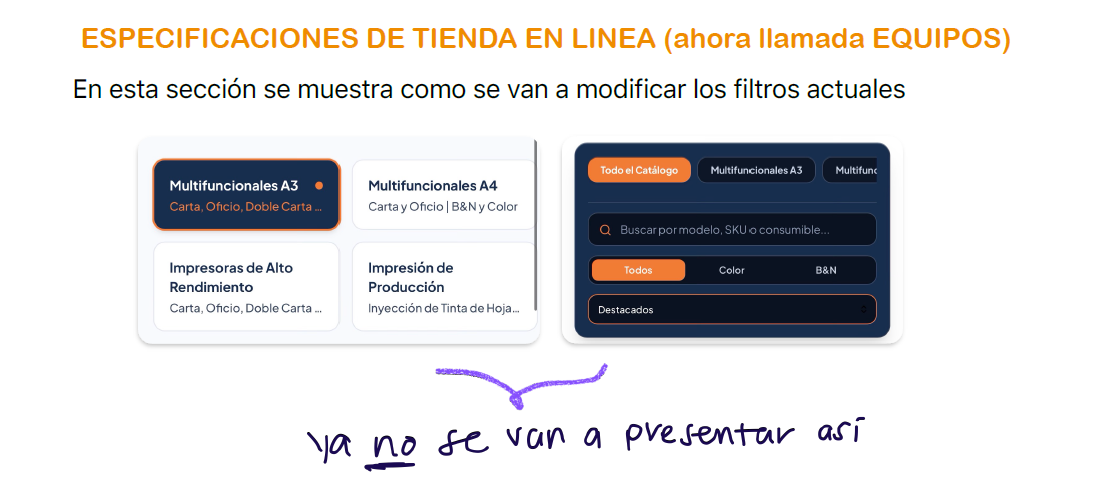 ESPECIFICACIONES DE TIENDA EN LINEA (ahora llamada EQUIPOS)
En esta sección se muestra como se van a modificar los filtros actuales
Multifuncionales A3
Carta, Oficio, Doble Carta ...
Multifuncionales A4
Carta y Oficio | B&N y Color
Impresoras de Alto
Rendimiento
Carta, Oficio, Doble Carta ...
Impresión de
Producción
Inyección de Tinta de Hoja...
Todo el Catálogo
Multifuncionales A3
Multifunc
Buscar por modelo, SKU o consumible...
Todos
Color
B&N
Destacados
ya no se van a presentar así